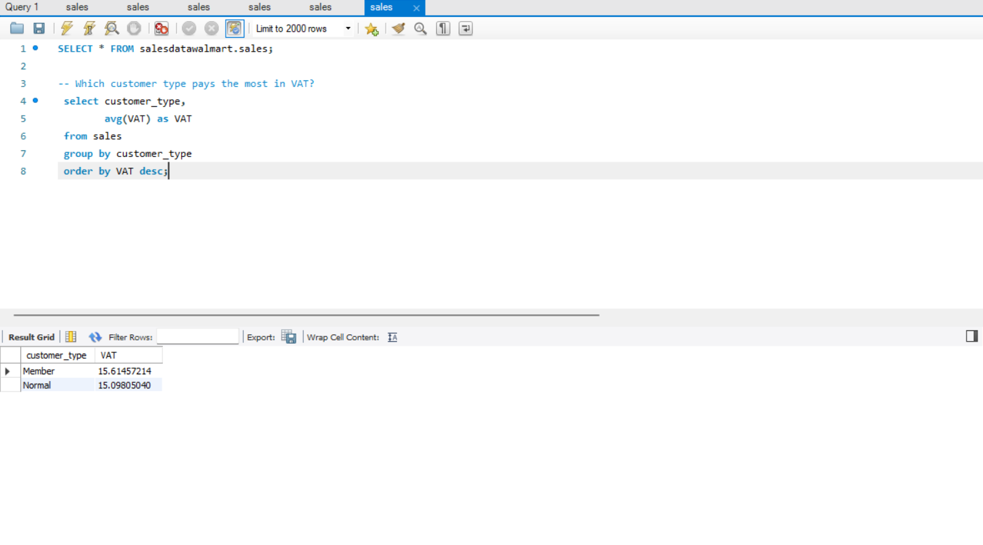 Query 1 sales sales sales sales sales sales
Limit to 2000 rows
1 SELECT * FROM salesdatawalmart.sales;
2
3 -- Which customer type pays the most in VAT?
4 select customer_type,
5 avg(VAT) as VAT
6 from sales
7 group by customer_type
8 order by VAT desc;
Result Grid Filter Rows: Export: Wrap Cell Content:
customer_type VAT
Member 15.61457214
Normal 15.09805040